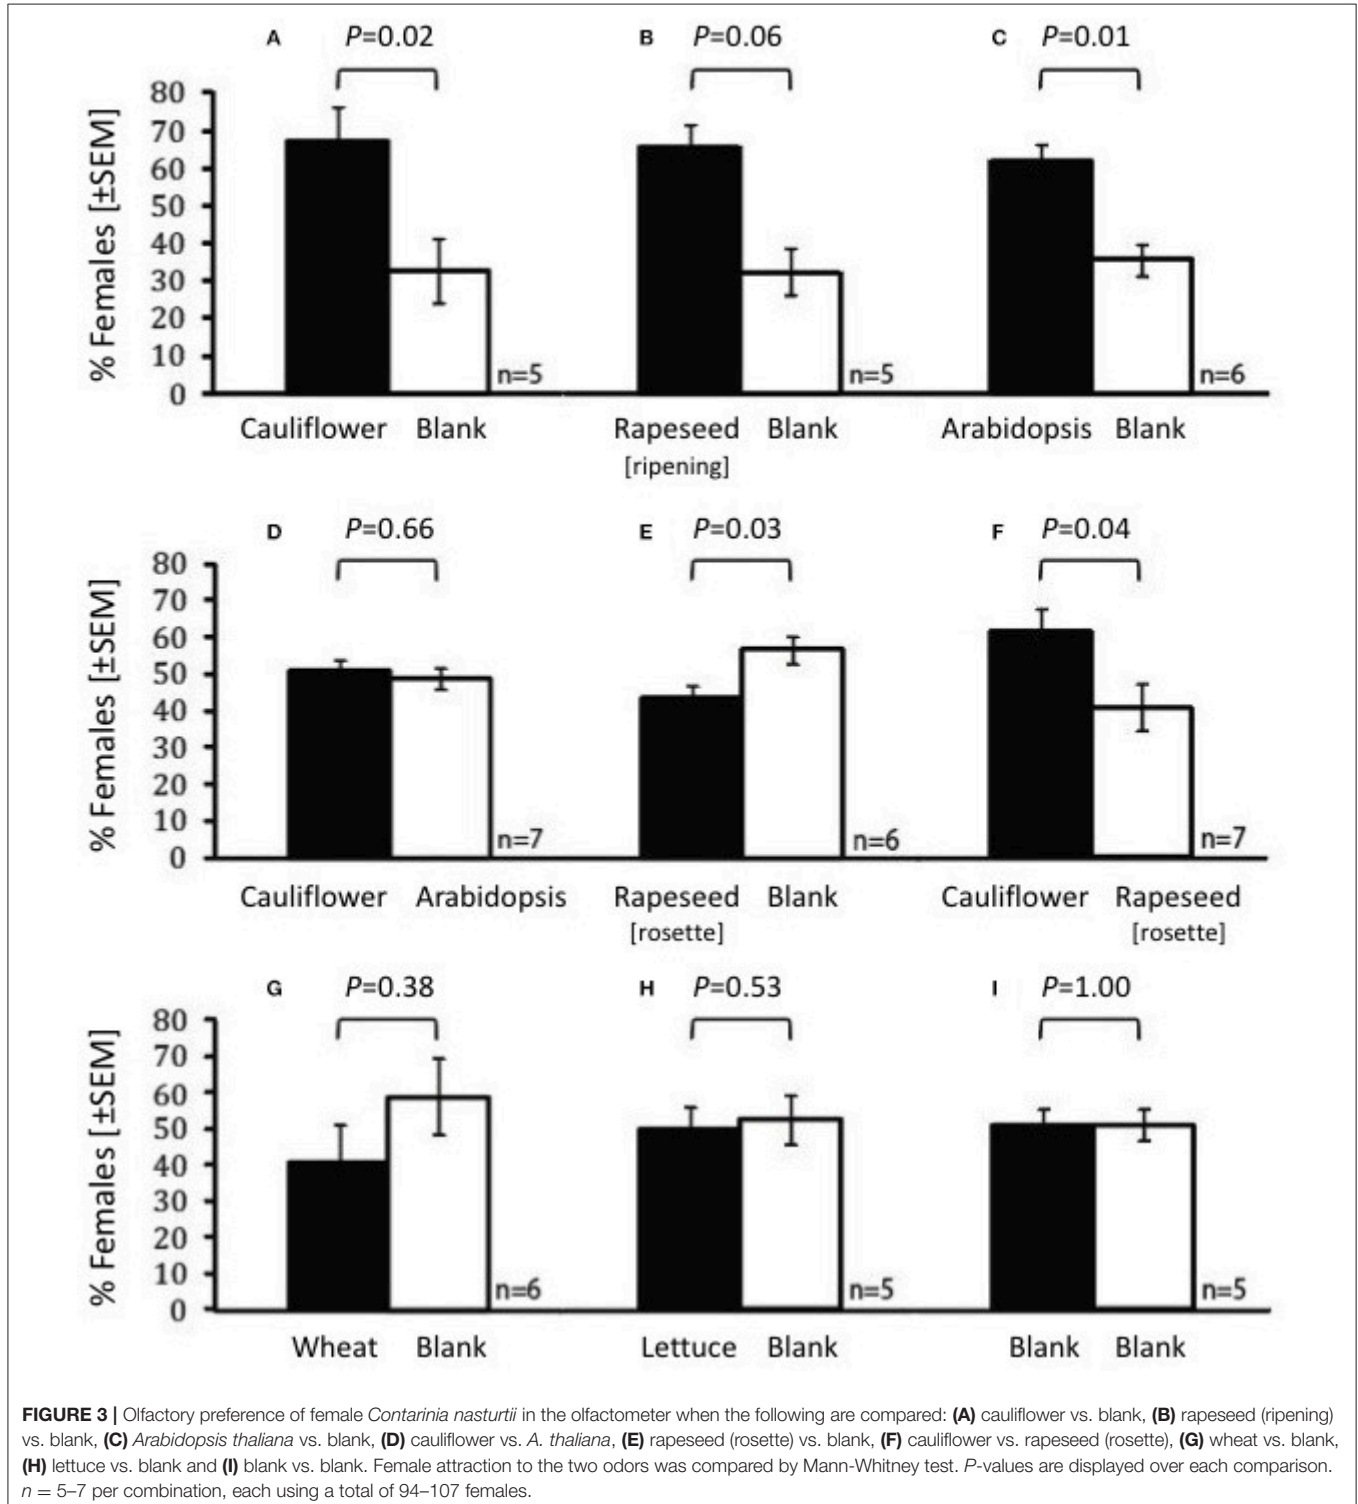 A P=0.02 B P=0.06 C P=0.01
% Females [±SEM]
80
70
60
50
40
30
20
10
0
n=5 n=5 n=6
Cauliflower Blank Rapeseed Blank Arabidopsis Blank
[ripening]
D P=0.66 E P=0.03 F P=0.04
% Females [±SEM]
80
70
60
50
40
30
20
10
0
n=7 n=6 n=7
Cauliflower Arabidopsis Rapeseed Blank Cauliflower Rapeseed
[rosette] [rosette]
G P=0.38 H P=0.53 I P=1.00
% Females [±SEM]
80
70
60
50
40
30
20
10
0
n=6 n=5 n=5
Wheat Blank Lettuce Blank Blank Blank
FIGURE 3 | Olfactory preference of female Contarinia nasturtii in the olfactometer when the following are compared: (A) cauliflower vs. blank, (B) rapeseed (ripening)
vs. blank, (C) Arabidopsis thaliana vs. blank, (D) cauliflower vs. A. thaliana, (E) rapeseed (rosette) vs. blank, (F) cauliflower vs. rapeseed (rosette), (G) wheat vs. blank,
(H) lettuce vs. blank and (I) blank vs. blank. Female attraction to the two odors was compared by Mann-Whitney test. P-values are displayed over each comparison.
n = 5–7 per combination, each using a total of 94–107 females.